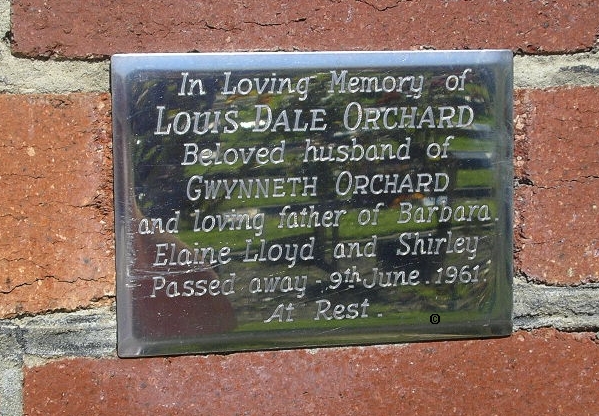 In Loving Memory of
LOUIS DALE ORCHARD
Beloved husband of
GWYNNETH ORCHARD
and loving father of Barbara.
Elaine Lloyd and Shirley
Passed away - 9th June. 1961
At Rest.
©